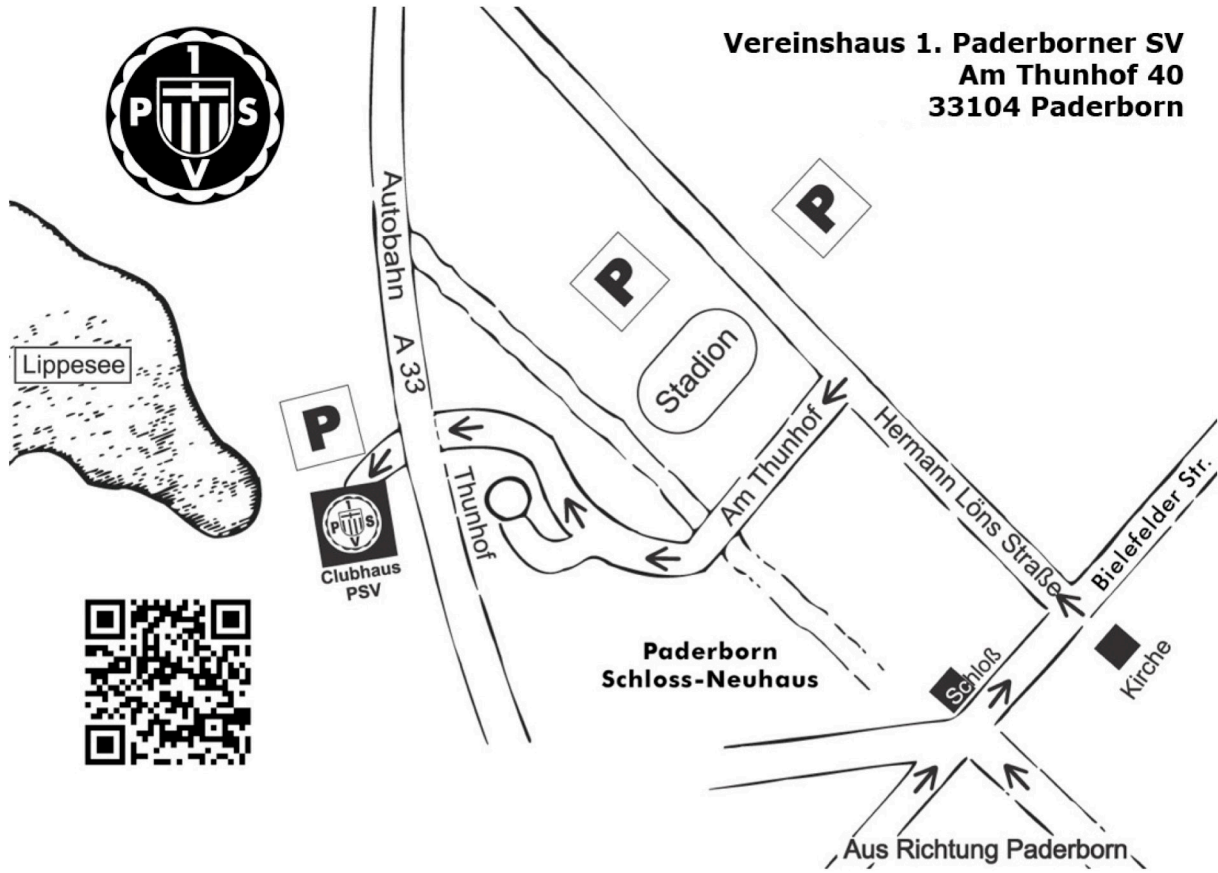 Vereinshaus 1. Paderborner SV
Am Thunhof 40
33104 Paderborn
1
P S
V
Autobahn A 33
P
P
Stadion
Lippesee
P
Am Thunhof
Hermann Löns Straße
Bielefelder Str.
Thunhof
1
P S
V
Clubhaus
PSV
Paderborn
Schloss-Neuhaus
Schloß
Kirche
Aus Richtung Paderborn